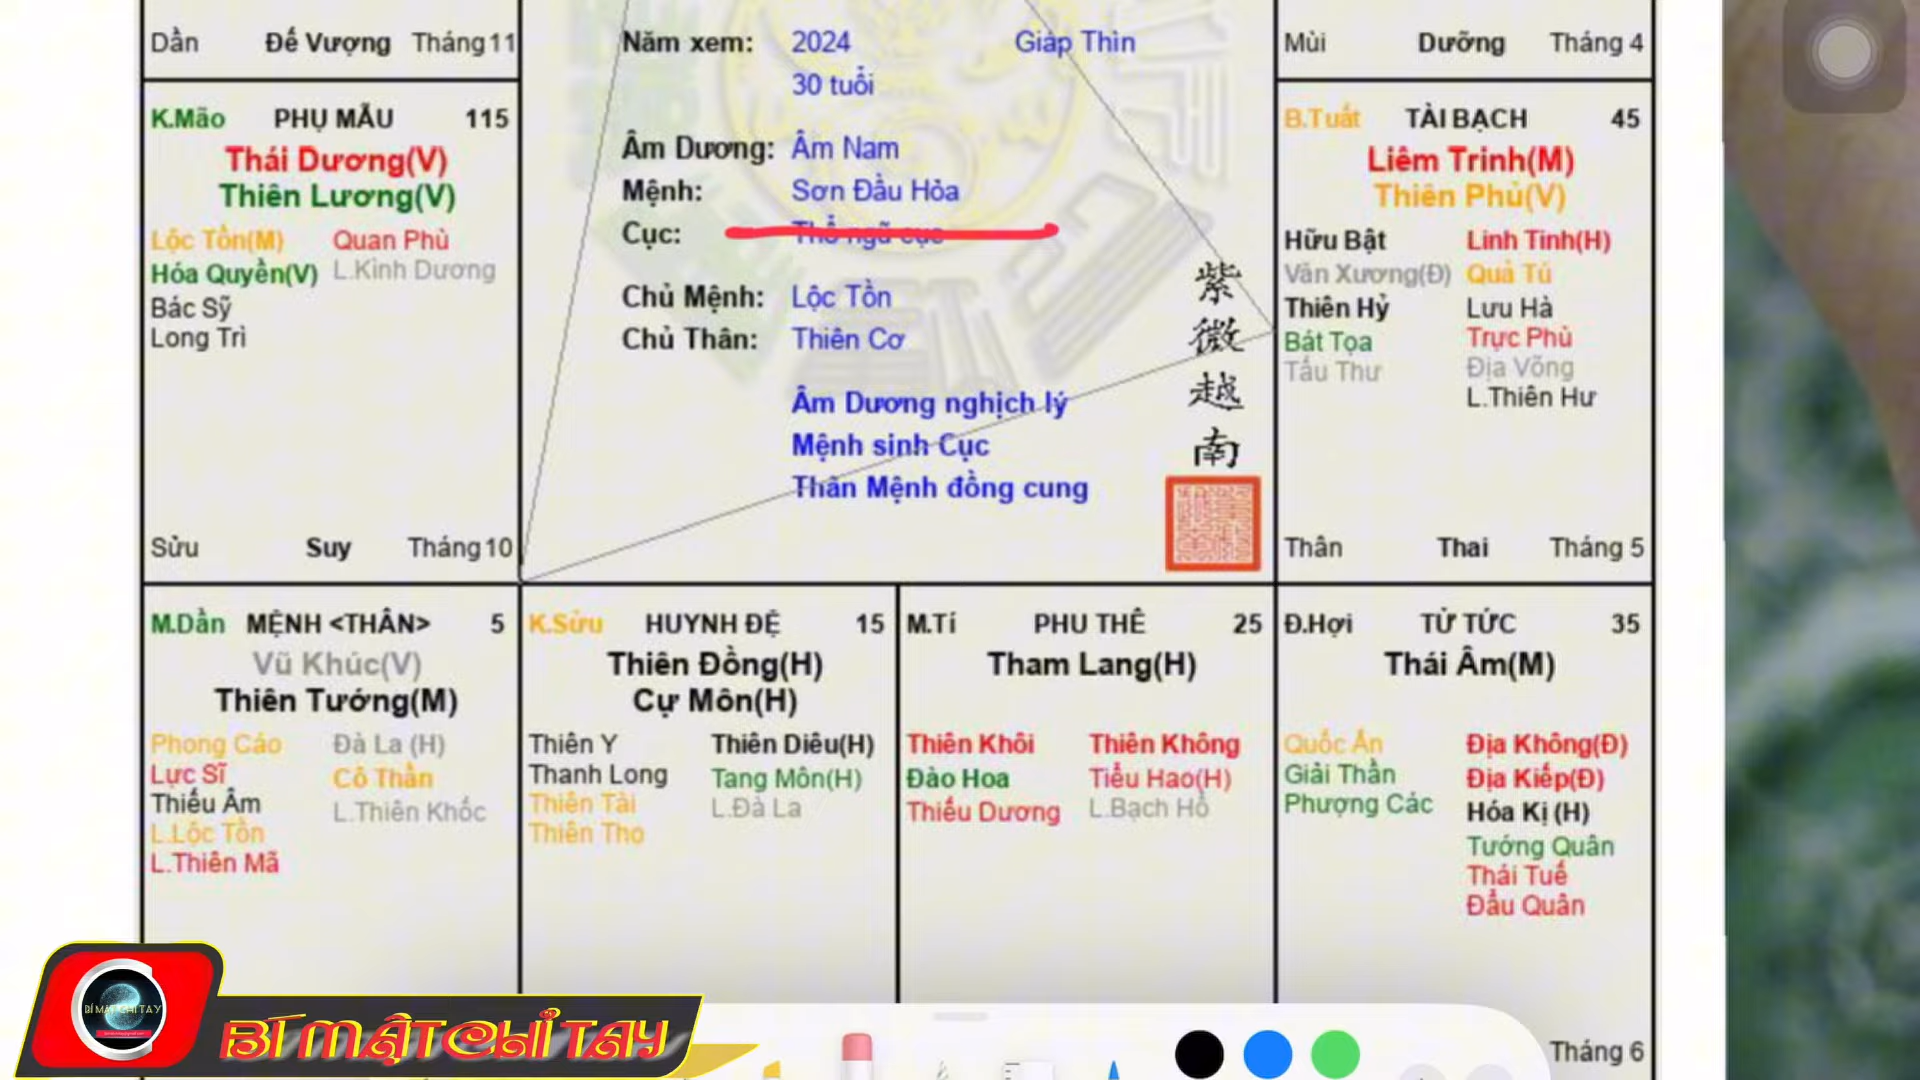 Dần Đế Vượng Tháng 11
Năm xem: 2024 Giáp Thìn
30 tuổi
Âm Dương: Âm Nam
Mệnh: Sơn Đầu Hỏa
Cục: Thổ ngũ cục
Chủ Mệnh: Lộc Tồn
Chủ Thân: Thiên Cơ
Âm Dương nghịch lý
Mệnh sinh Cục
Thân Mệnh đồng cung
紫
微
越
南
Mùi Dưỡng Tháng 4
K.Mão PHỤ MẪU 115
Thái Dương(V)
Thiên Lương(V)
Lộc Tồn(M) Quan Phù
Hóa Quyền(V) L.Kình Dương
Bác Sỹ
Long Trì
Sửu Suy Tháng 10
B.Tuất TÀI BẠCH 45
Liêm Trinh(M)
Thiên Phủ(V)
Hữu Bật Linh Tinh(H)
Văn Xương(Đ) Quả Tú
Thiên Hỷ Lưu Hà
Bát Tọa Trực Phù
Tấu Thư Địa Võng
L.Thiên Hư
Thân Thai Tháng 5
M.Dần MỆNH <THÂN> 5
Vũ Khúc(V)
Thiên Tướng(M)
Phong Cáo Đà La (H)
Lực Sĩ Cô Thần
Thiếu Âm L.Thiên Khốc
L.Lộc Tồn
L.Thiên Mã
K.Sửu HUYNH ĐỆ 15
Thiên Đồng(H)
Cự Môn(H)
Thiên Y Thiên Diêu(H)
Thanh Long Tang Môn(H)
Thiên Tài L.Đà La
Thiên Thọ
M.Tí PHU THÊ 25
Tham Lang(H)
Thiên Khôi Thiên Không
Đào Hoa Tiểu Hao(H)
Thiếu Dương L.Bạch Hổ
Đ.Hợi TỬ TỨC 35
Thái Âm(M)
Quốc Ấn Địa Không(Đ)
Giải Thần Địa Kiếp(Đ)
Phượng Các Hóa Kị (H)
Tướng Quân
Thái Tuế
Đẩu Quân
Tháng 6
BÍ MẬT CHỈ TAY
BÍ MẬT CHỈ TAY